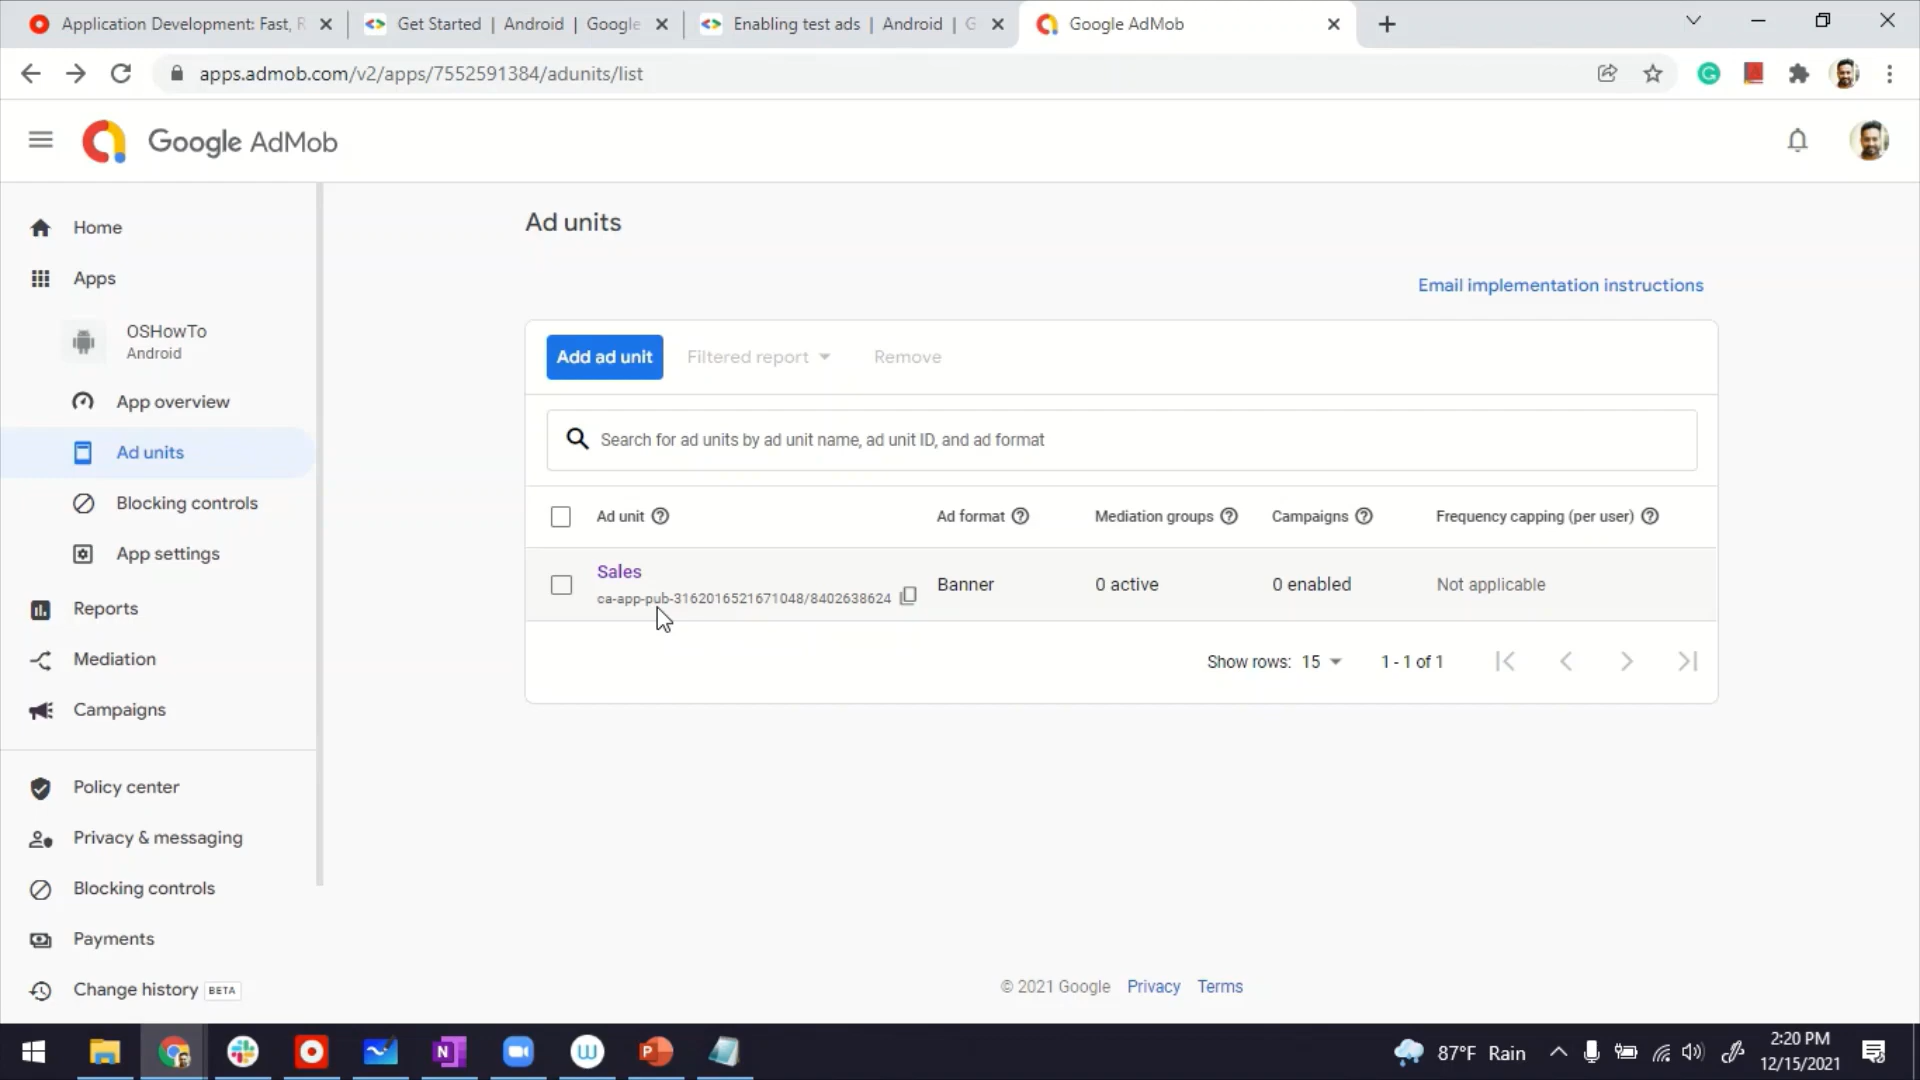 Application Development: Fast, R
Get Started | Android | Google
Enabling test ads | Android | G
Google AdMob
apps.admob.com/v2/apps/7552591384/adunits/list
Google AdMob
Home
Apps
OSHowTo
Android
App overview
Ad units
Blocking controls
App settings
Reports
Mediation
Campaigns
Policy center
Privacy & messaging
Blocking controls
Payments
Change history BETA
Ad units
Email implementation instructions
Add ad unit
Filtered report
Remove
Search for ad units by ad unit name, ad unit ID, and ad format
Ad unit
Ad format
Mediation groups
Campaigns
Frequency capping (per user)
Sales
ca-app-pub-3162016521671048/8402638624
Banner
0 active
0 enabled
Not applicable
Show rows: 15
1 - 1 of 1
© 2021 Google Privacy Terms
87°F Rain
2:20 PM
12/15/2021